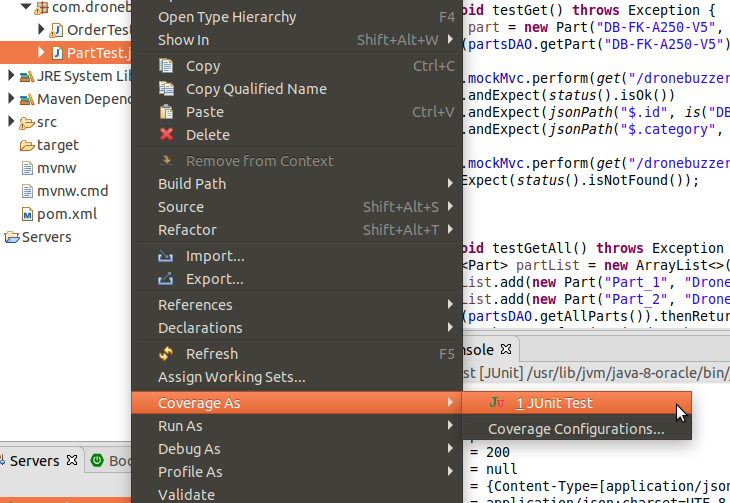 com.droneb
OrderTest
PartTest.j
JRE System Lib
Maven Depend
src
target
mvnw
mvnw.cmd
pom.xml
Servers
Open Type Hierarchy F4
Show In Shift+Alt+W
Copy Ctrl+C
Copy Qualified Name
Paste Ctrl+V
Delete
Remove from Context
Build Path
Source Shift+Alt+S
Refactor Shift+Alt+T
Import...
Export...
References
Declarations
Refresh F5
Assign Working Sets...
Coverage As
Run As
Debug As
Profile As
Validate
1 JUnit Test
Coverage Configurations...
oid testGet() throws Exception {
part = new Part("DB-FK-A250-V5",
(partsDAO.getPart("DB-FK-A250-V5")
.mockMvc.perform(get("/dronebuzzer
.andExpect(status().isOk())
.andExpect(jsonPath("$.id", is("DB
.andExpect(jsonPath("$.category",
.mockMvc.perform(get("/dronebuzzer
Expect(status().isNotFound());
oid testGetAll() throws Exception
<Part> partList = new ArrayList<>(
List.add(new Part("Part_1", "Drone
List.add(new Part("Part_2", "Drone
(partsDAO.getAllParts()).thenRetur
nsole
st [JUnit] /usr/lib/jvm/java-8-oracle/bin/
= 200
= null
= {Content-Type=[application/json
= application/json;charset=UTF-8
Servers
Boo